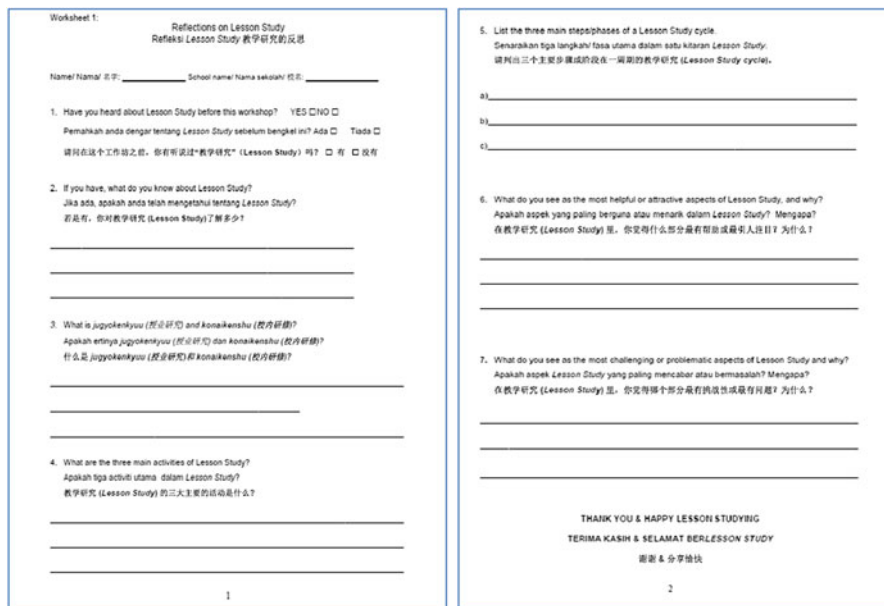 Worksheet 1:
Reflections on Lesson Study
Refleksi Lesson Study 教学研究的反思
Name/ Nama/ 名字: School name/ Nama sekolah/ 校名:
1. Have you heard about Lesson Study before this workshop? YES ☐ NO ☐
Pernahkah anda dengar tentang Lesson Study sebelum bengkel ini? Ada ☐ Tiada ☐
请问在这个工作坊之前，你有听说过“教学研究”（Lesson Study）吗？ ☐ 有 ☐ 没有
2. If you have, what do you know about Lesson Study?
Jika ada, apakah anda telah mengetahui tentang Lesson Study?
若是有，你对教学研究 (Lesson Study)了解多少？
3. What is jugyokenkyuu (授业研究) and konaikenshu (校内研修)?
Apakah ertinya jugyokenkyuu (授业研究) dan konaikenshu (校内研修)?
什么是 jugyokenkyuu (授业研究)和 konaikenshu (校内研修)?
4. What are the three main activities of Lesson Study?
Apakah tiga activiti utama dalam Lesson Study?
教学研究 (Lesson Study) 的三大主要的活动是什么？
1
5. List the three main steps/phases of a Lesson Study cycle.
Senaraikan tiga langkah/ fasa utama dalam satu kitaran Lesson Study.
请列出三个主要步骤或阶段在一周期的教学研究 (Lesson Study cycle)。
a)
b)
c)
6. What do you see as the most helpful or attractive aspects of Lesson Study, and why?
Apakah aspek yang paling berguna atau menarik dalam Lesson Study? Mengapa?
在教学研究 (Lesson Study) 里，你觉得什么部分最有帮助或最引人注目？为什么？
7. What do you see as the most challenging or problematic aspects of Lesson Study and why?
Apakah aspek Lesson Study yang paling mencabar atau bermasalah? Mengapa?
在教学研究 (Lesson Study) 里，你觉得哪个部分最有挑战性或最有问题？为什么？
THANK YOU & HAPPY LESSON STUDYING
TERIMA KASIH & SELAMAT BERLESSON STUDY
谢谢 & 分享愉快
2